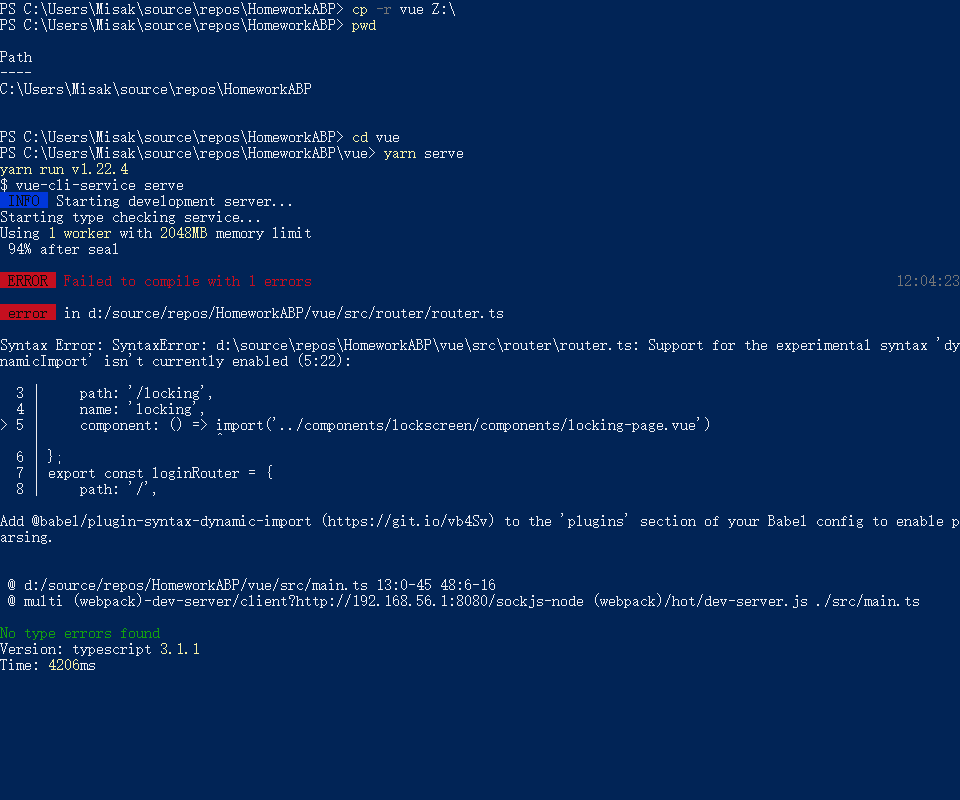 PS C:\Users\Misak\source\repos\HomeworkABP> cp -r vue Z:\
PS C:\Users\Misak\source\repos\HomeworkABP> pwd
Path
----
C:\Users\Misak\source\repos\HomeworkABP
PS C:\Users\Misak\source\repos\HomeworkABP> cd vue
PS C:\Users\Misak\source\repos\HomeworkABP\vue> yarn serve
yarn run v1.22.4
$ vue-cli-service serve
INFO Starting development server...
Starting type checking service...
Using 1 worker with 2048MB memory limit
94% after seal
ERROR Failed to compile with 1 errors 12:04:23
error in d:/source/repos/HomeworkABP/vue/src/router/router.ts
Syntax Error: SyntaxError: d:\source\repos\HomeworkABP\vue\src\router\router.ts: Support for the experimental syntax 'dy
namicImport' isn't currently enabled (5:22):
3 | path: '/locking',
4 | name: 'locking',
> 5 | component: () => import('../components/lockscreen/components/locking-page.vue')
| ^
6 | };
7 | export const loginRouter = {
8 | path: '/',
Add @babel/plugin-syntax-dynamic-import (https://git.io/vb4Sv) to the 'plugins' section of your Babel config to enable p
arsing.
@ d:/source/repos/HomeworkABP/vue/src/main.ts 13:0-45 48:6-16
@ multi (webpack)-dev-server/client?http://192.168.56.1:8080/sockjs-node (webpack)/hot/dev-server.js ./src/main.ts
No type errors found
Version: typescript 3.1.1
Time: 4206ms